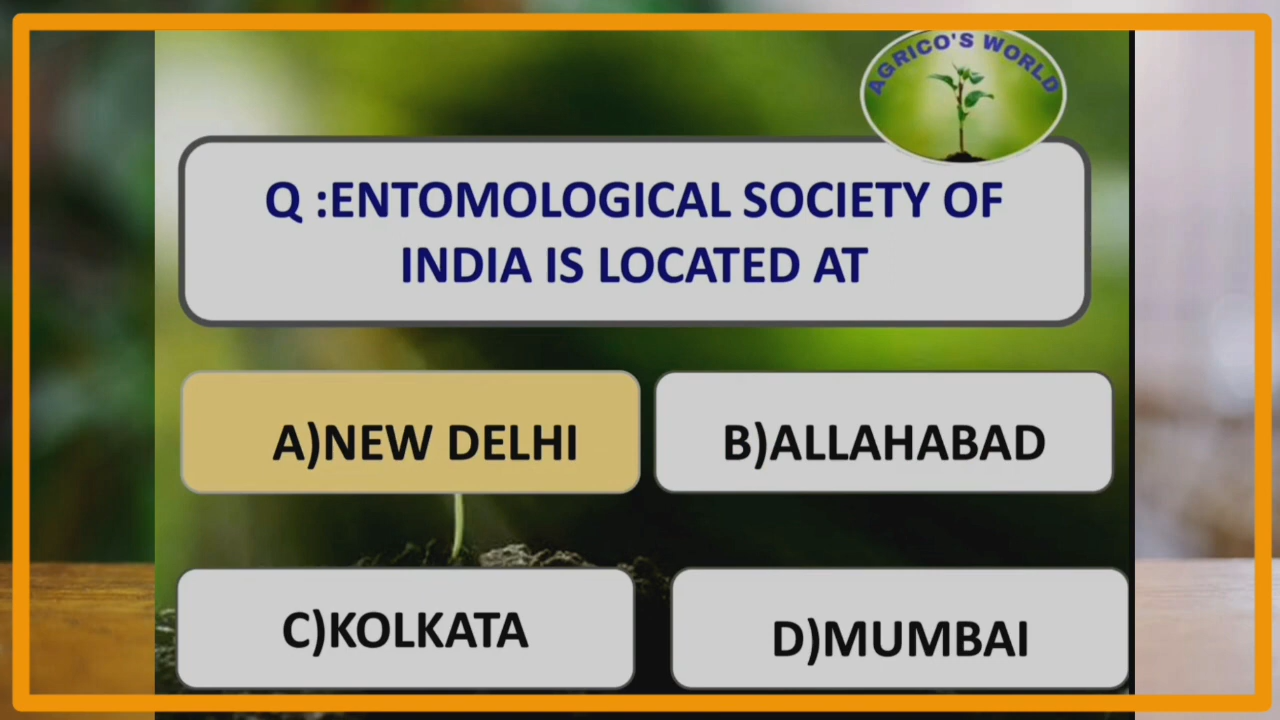 AGRICO'S WORLD
Q :ENTOMOLOGICAL SOCIETY OF
INDIA IS LOCATED AT
A)NEW DELHI
B)ALLAHABAD
C)KOLKATA
D)MUMBAI